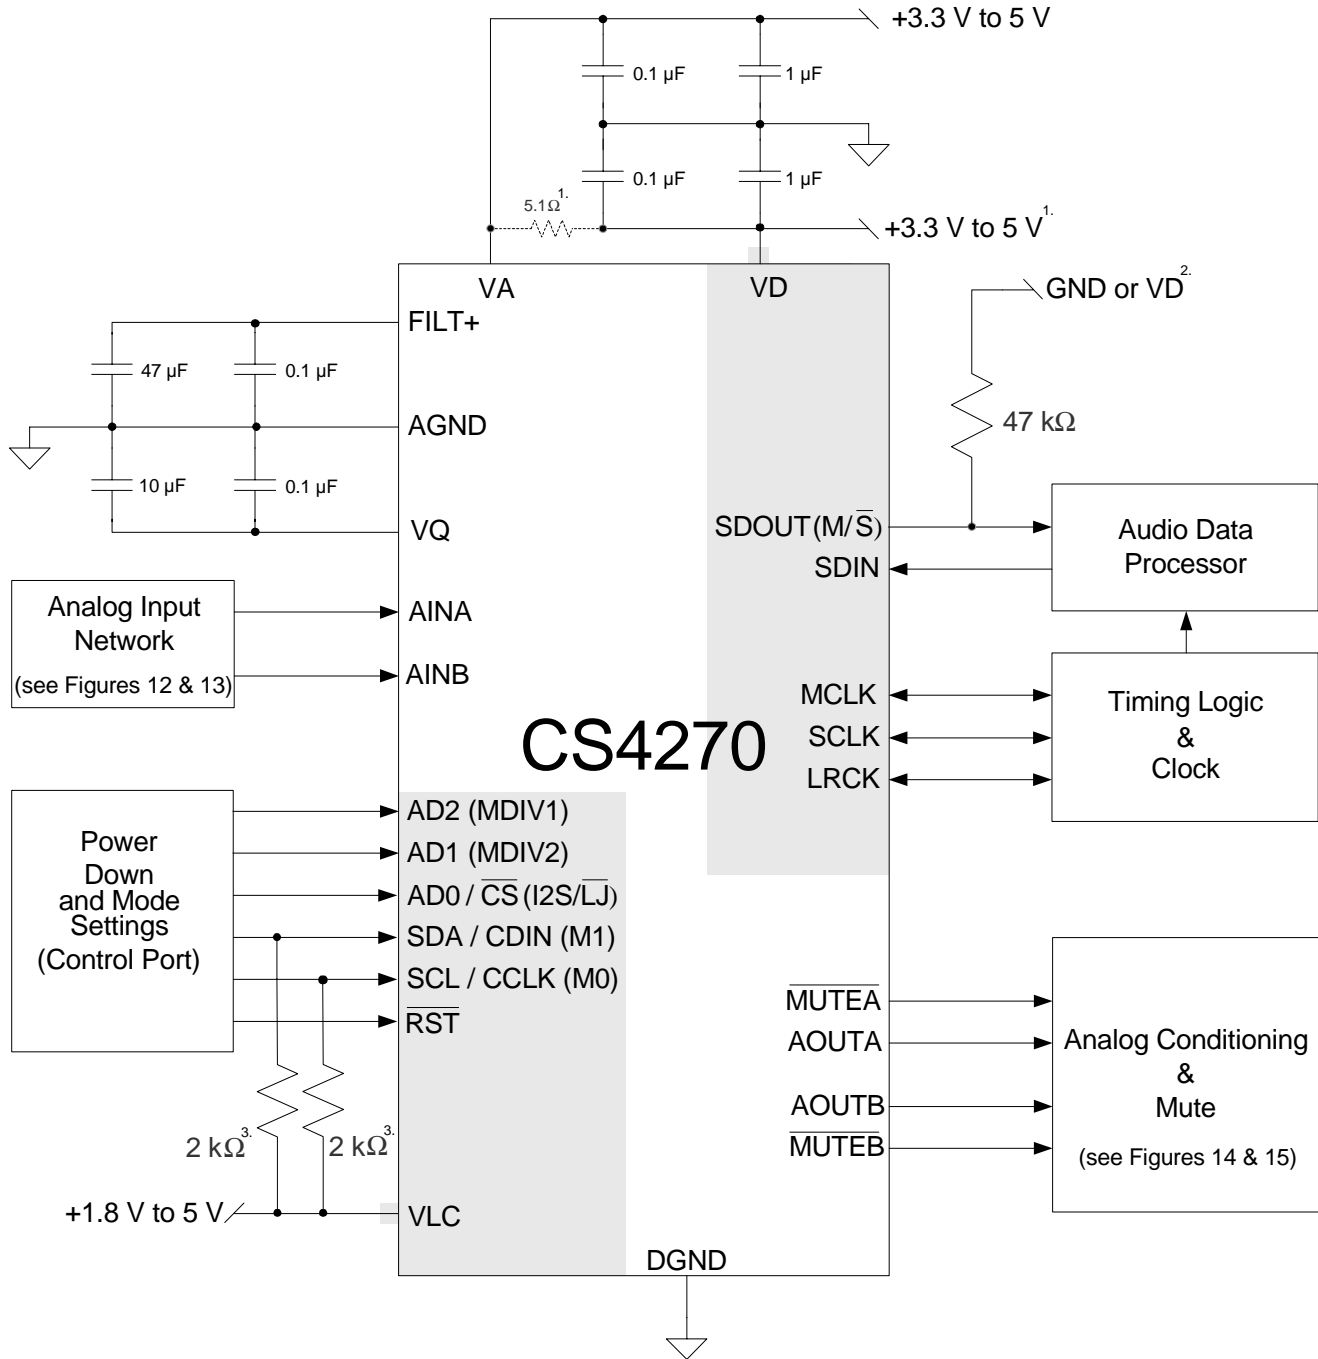 +3.3 V to 5 V
0.1 µF
1 µF
0.1 µF
1 µF
5.1Ω1.
+3.3 V to 5 V1.
VA
VD
GND or VD2.
FILT+
47 µF
0.1 µF
47 kΩ
AGND
10 µF
0.1 µF
VQ
SDOUT(M/S̅)
SDIN
Audio Data
Processor
Analog Input
Network
(see Figures 12 & 13)
AINA
AINB
MCLK
SCLK
LRCK
Timing Logic
&
Clock
CS4270
Power
Down
and Mode
Settings
(Control Port)
AD2 (MDIV1)
AD1 (MDIV2)
AD0 / C̅S̅ (I2S/L̅J̅)
SDA / CDIN (M1)
SCL / CCLK (M0)
R̅S̅T̅
M̅U̅T̅E̅A̅
AOUTA
AOUTB
M̅U̅T̅E̅B̅
Analog Conditioning
&
Mute
(see Figures 14 & 15)
2 kΩ3.
2 kΩ3.
+1.8 V to 5 V
VLC
DGND